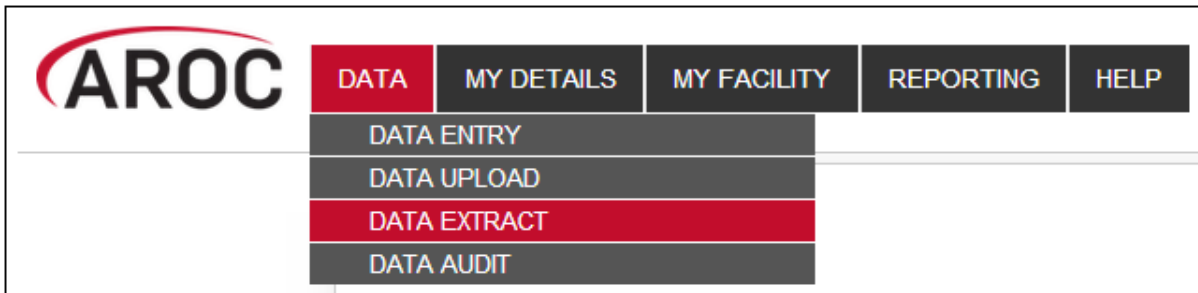 AROC DATA MY DETAILS MY FACILITY REPORTING HELP
DATA ENTRY
DATA UPLOAD
DATA EXTRACT
DATA AUDIT